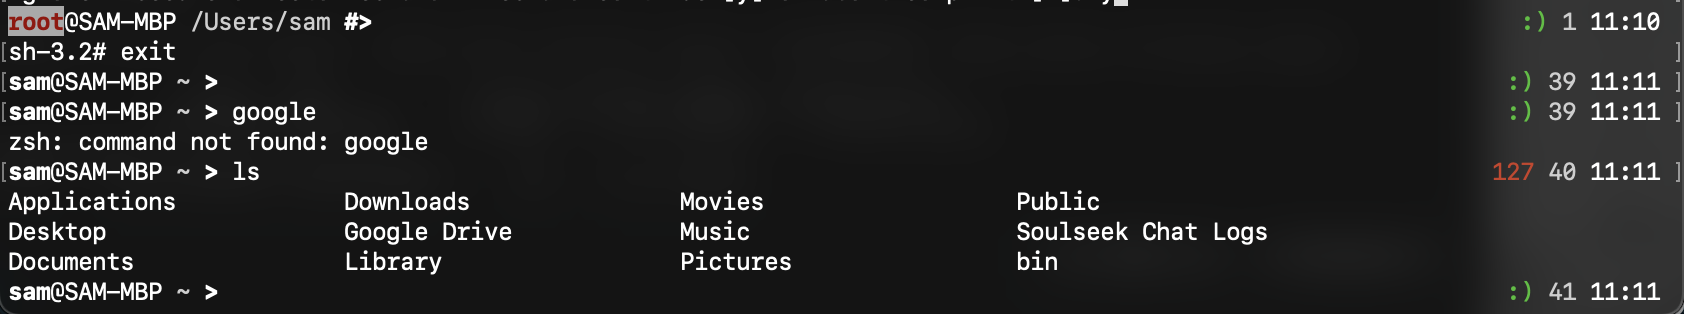 root@SAM-MBP /Users/sam #> :) 1 11:10
[sh-3.2# exit ]
[sam@SAM-MBP ~ > :) 39 11:11 ]
[sam@SAM-MBP ~ > google :) 39 11:11 ]
zsh: command not found: google
[sam@SAM-MBP ~ > ls 127 40 11:11 ]
Applications Downloads Movies Public
Desktop Google Drive Music Soulseek Chat Logs
Documents Library Pictures bin
sam@SAM-MBP ~ > :) 41 11:11